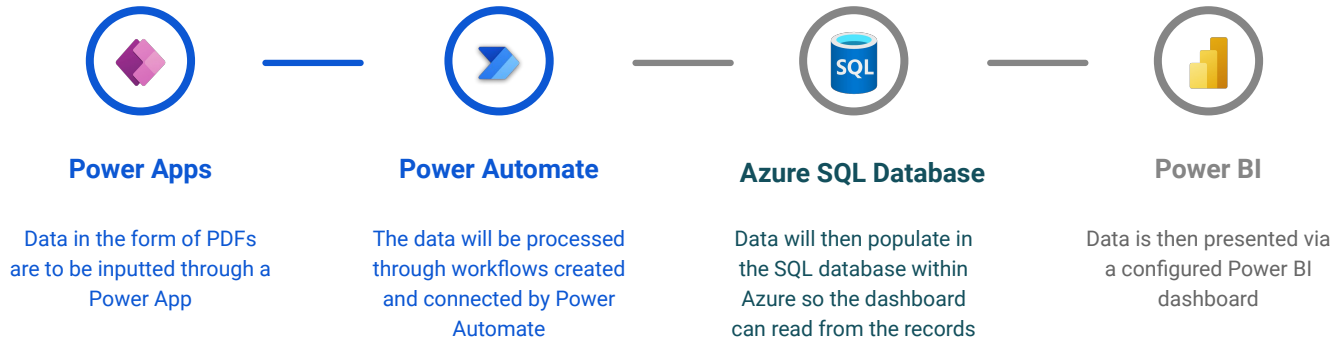 SQL
Power Apps
Data in the form of PDFs
are to be inputted through a
Power App
Power Automate
The data will be processed
through workflows created
and connected by Power
Automate
Azure SQL Database
Data will then populate in
the SQL database within
Azure so the dashboard
can read from the records
Power BI
Data is then presented via
a configured Power BI
dashboard